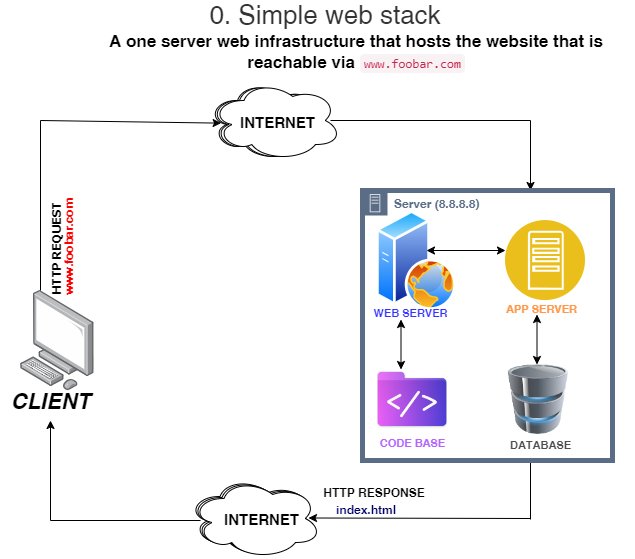 0. Simple web stack
A one server web infrastructure that hosts the website that is
reachable via www.foobar.com
INTERNET
HTTP REQUEST
www.foobar.com
Server (8.8.8.8)
WEB SERVER
APP SERVER
CLIENT
CODE BASE
DATABASE
HTTP RESPONSE
index.html
INTERNET